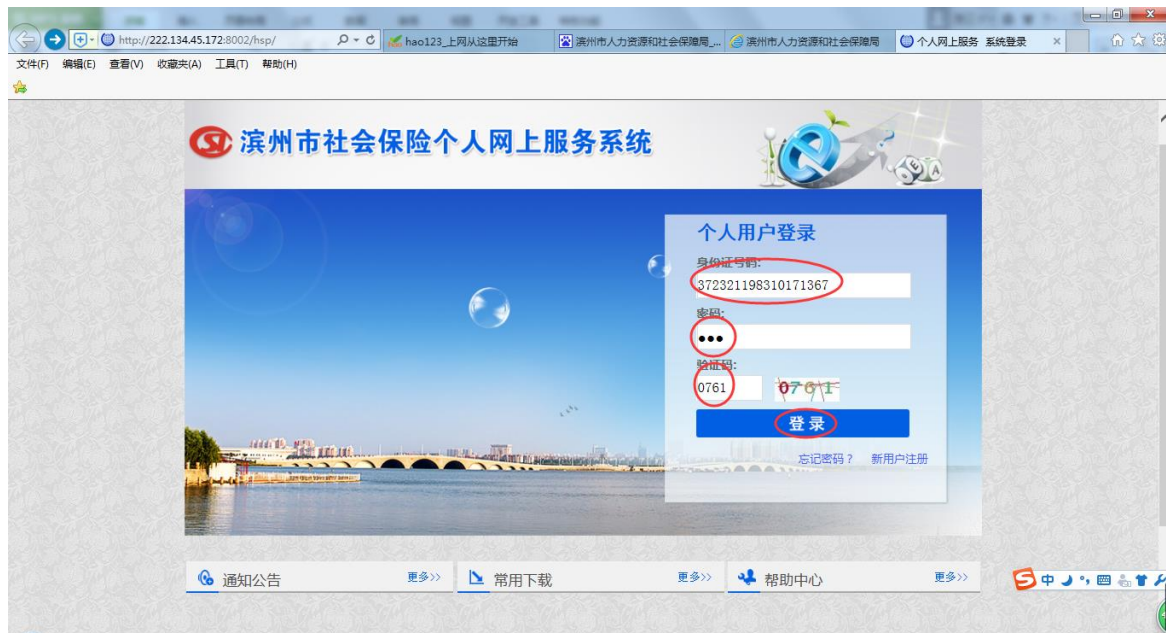 http://222.134.45.172:8002/hsp/
hao123_上网从这里开始
滨州市人力资源和社会保障局_...
滨州市人力资源和社会保障局
个人网上服务 系统登录
文件(F) 编辑(E) 查看(V) 收藏夹(A) 工具(T) 帮助(H)
滨州市社会保险个人网上服务系统
个人用户登录
身份证号码:
372321198310171367
密码:
●●●
验证码:
0761 0761
登录
忘记密码? 新用户注册
通知公告 更多>>
常用下载 更多>>
帮助中心 更多>>
中